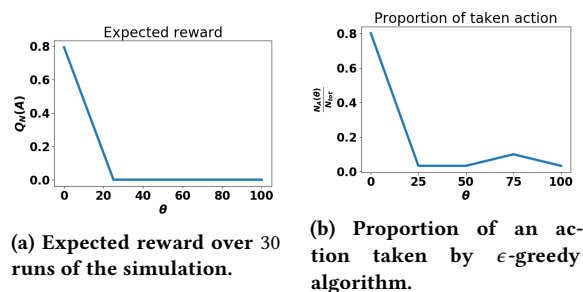 Expected reward
0.8
0.6
0.4
0.2
0.0
Q_N(A)
0 20 40 60 80 100
θ
(a) Expected reward over 30
runs of the simulation.
Proportion of taken action
0.8
0.6
0.4
0.2
0.0
N_A(θ)
N_tot
0 25 50 75 100
θ
(b) Proportion of an ac-
tion taken by ϵ-greedy
algorithm.